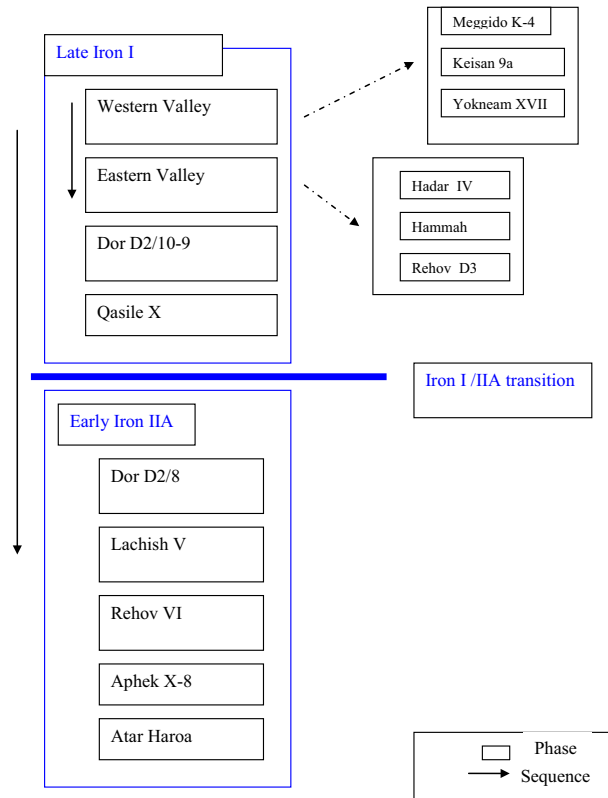 Late Iron I
Western Valley
Eastern Valley
Dor D2/10-9
Qasile X
Meggido K-4
Keisan 9a
Yokneam XVII
Hadar IV
Hammah
Rehov D3
Iron I /IIA transition
Early Iron IIA
Dor D2/8
Lachish V
Rehov VI
Aphek X-8
Atar Haroa
Phase
Sequence